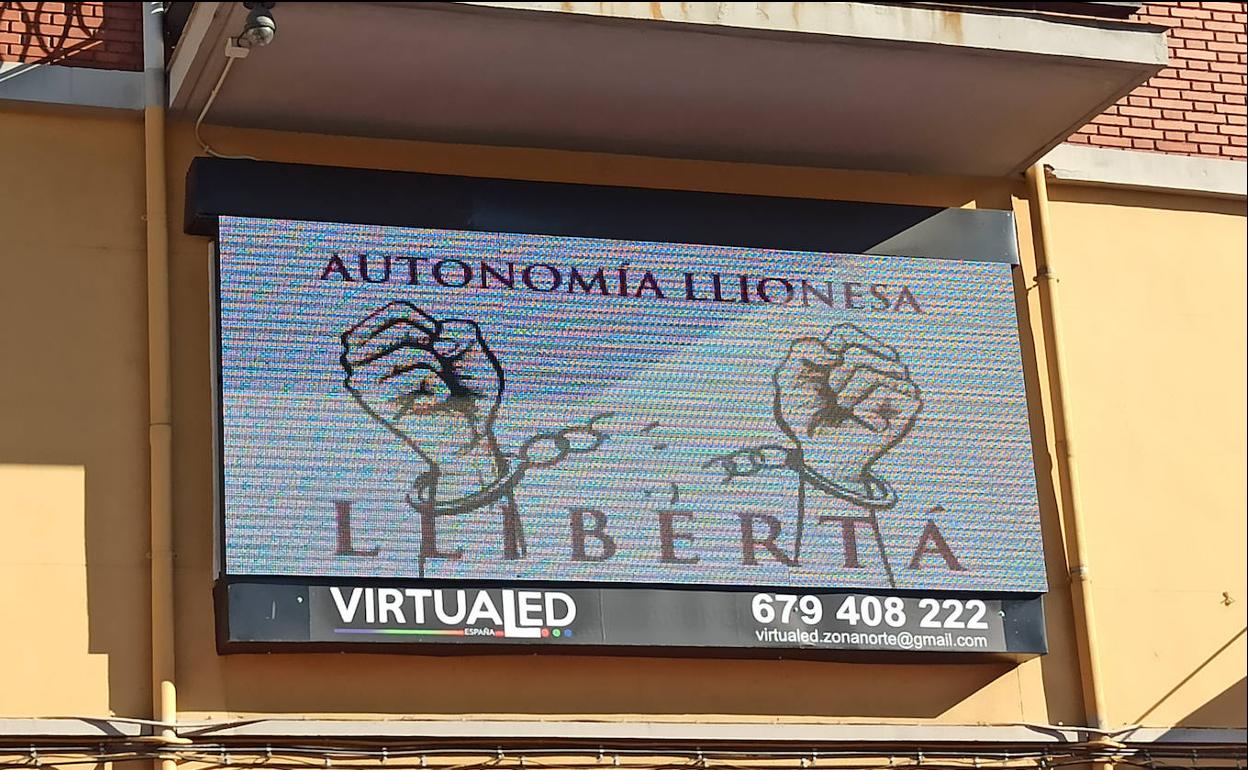 AUTONOMÍA LLIONESA
LLIBERTÁ
VIRTUALED
ESPAÑA
679 408 222
virtualed.zonanorte@gmail.com